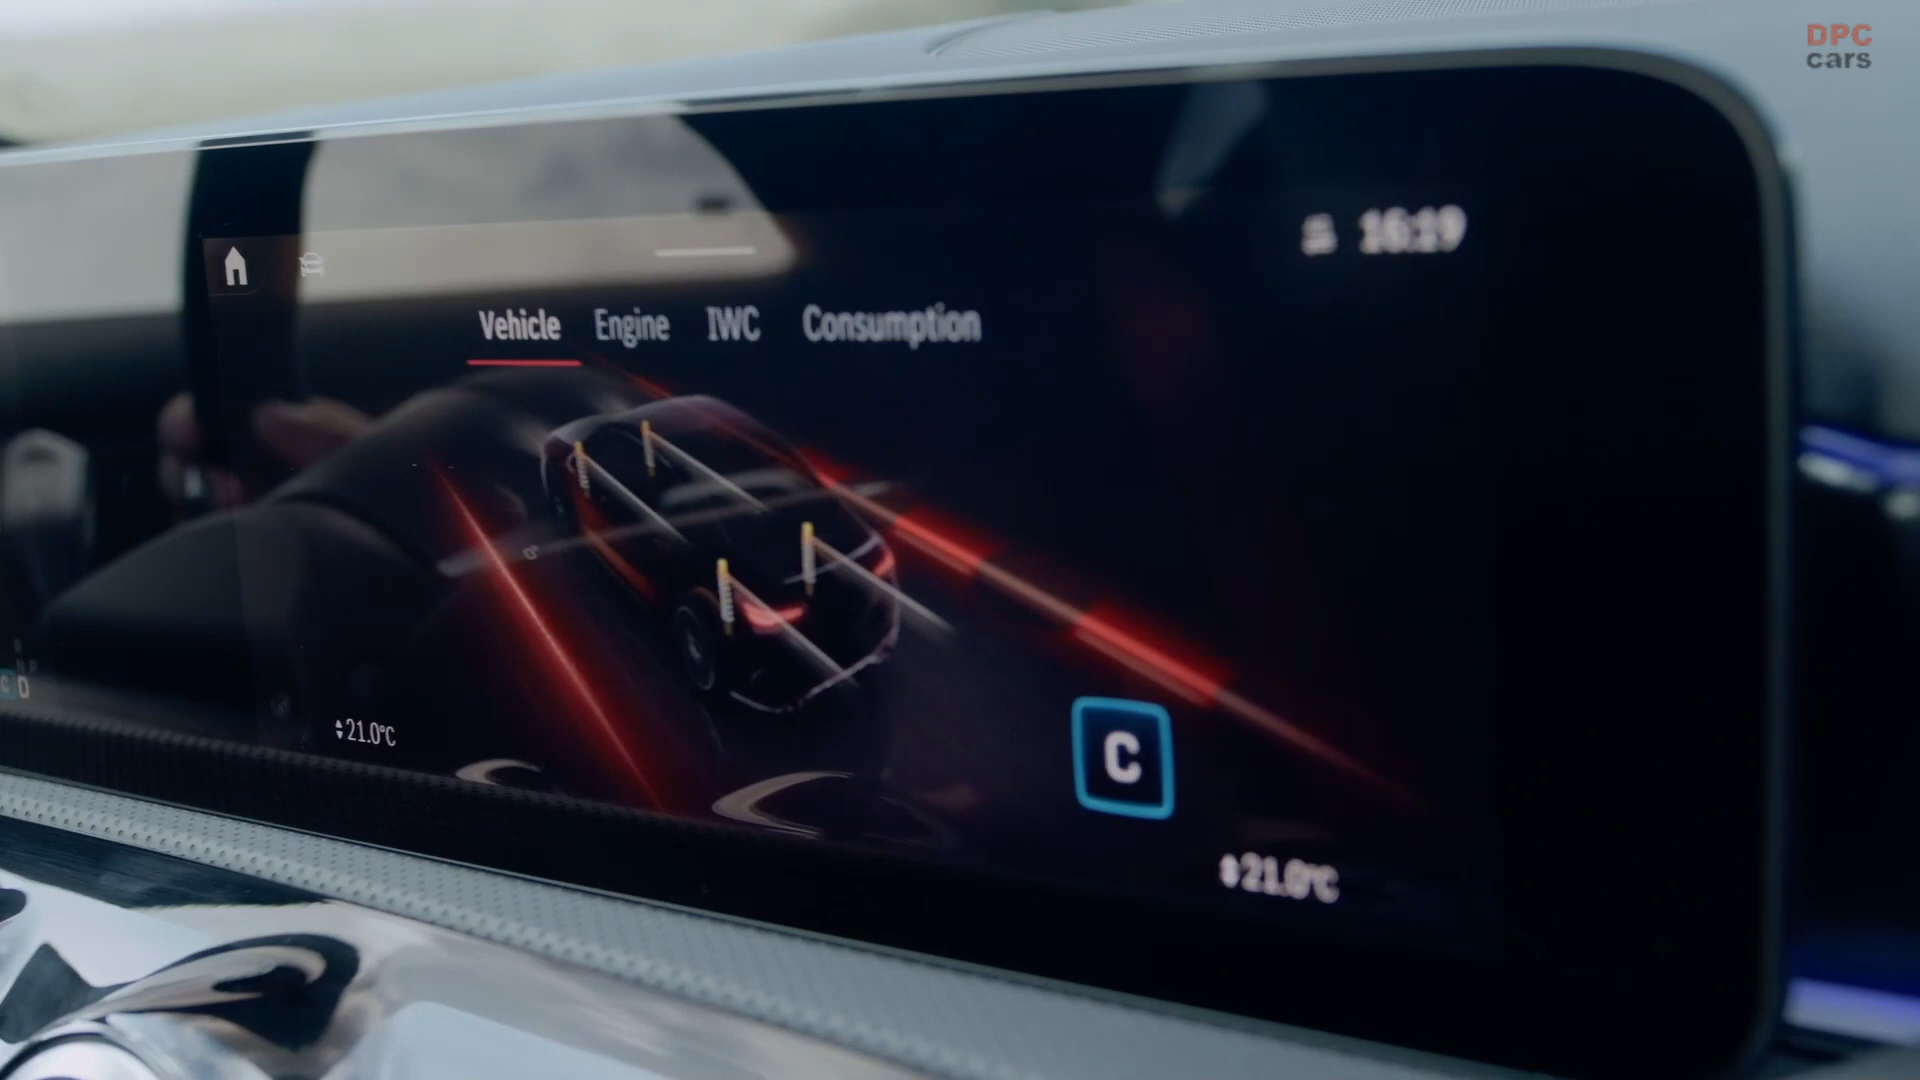 DPC
cars
16:19
Vehicle Engine IWC Consumption
R
N P
C D
C
21.0°C
21.0°C